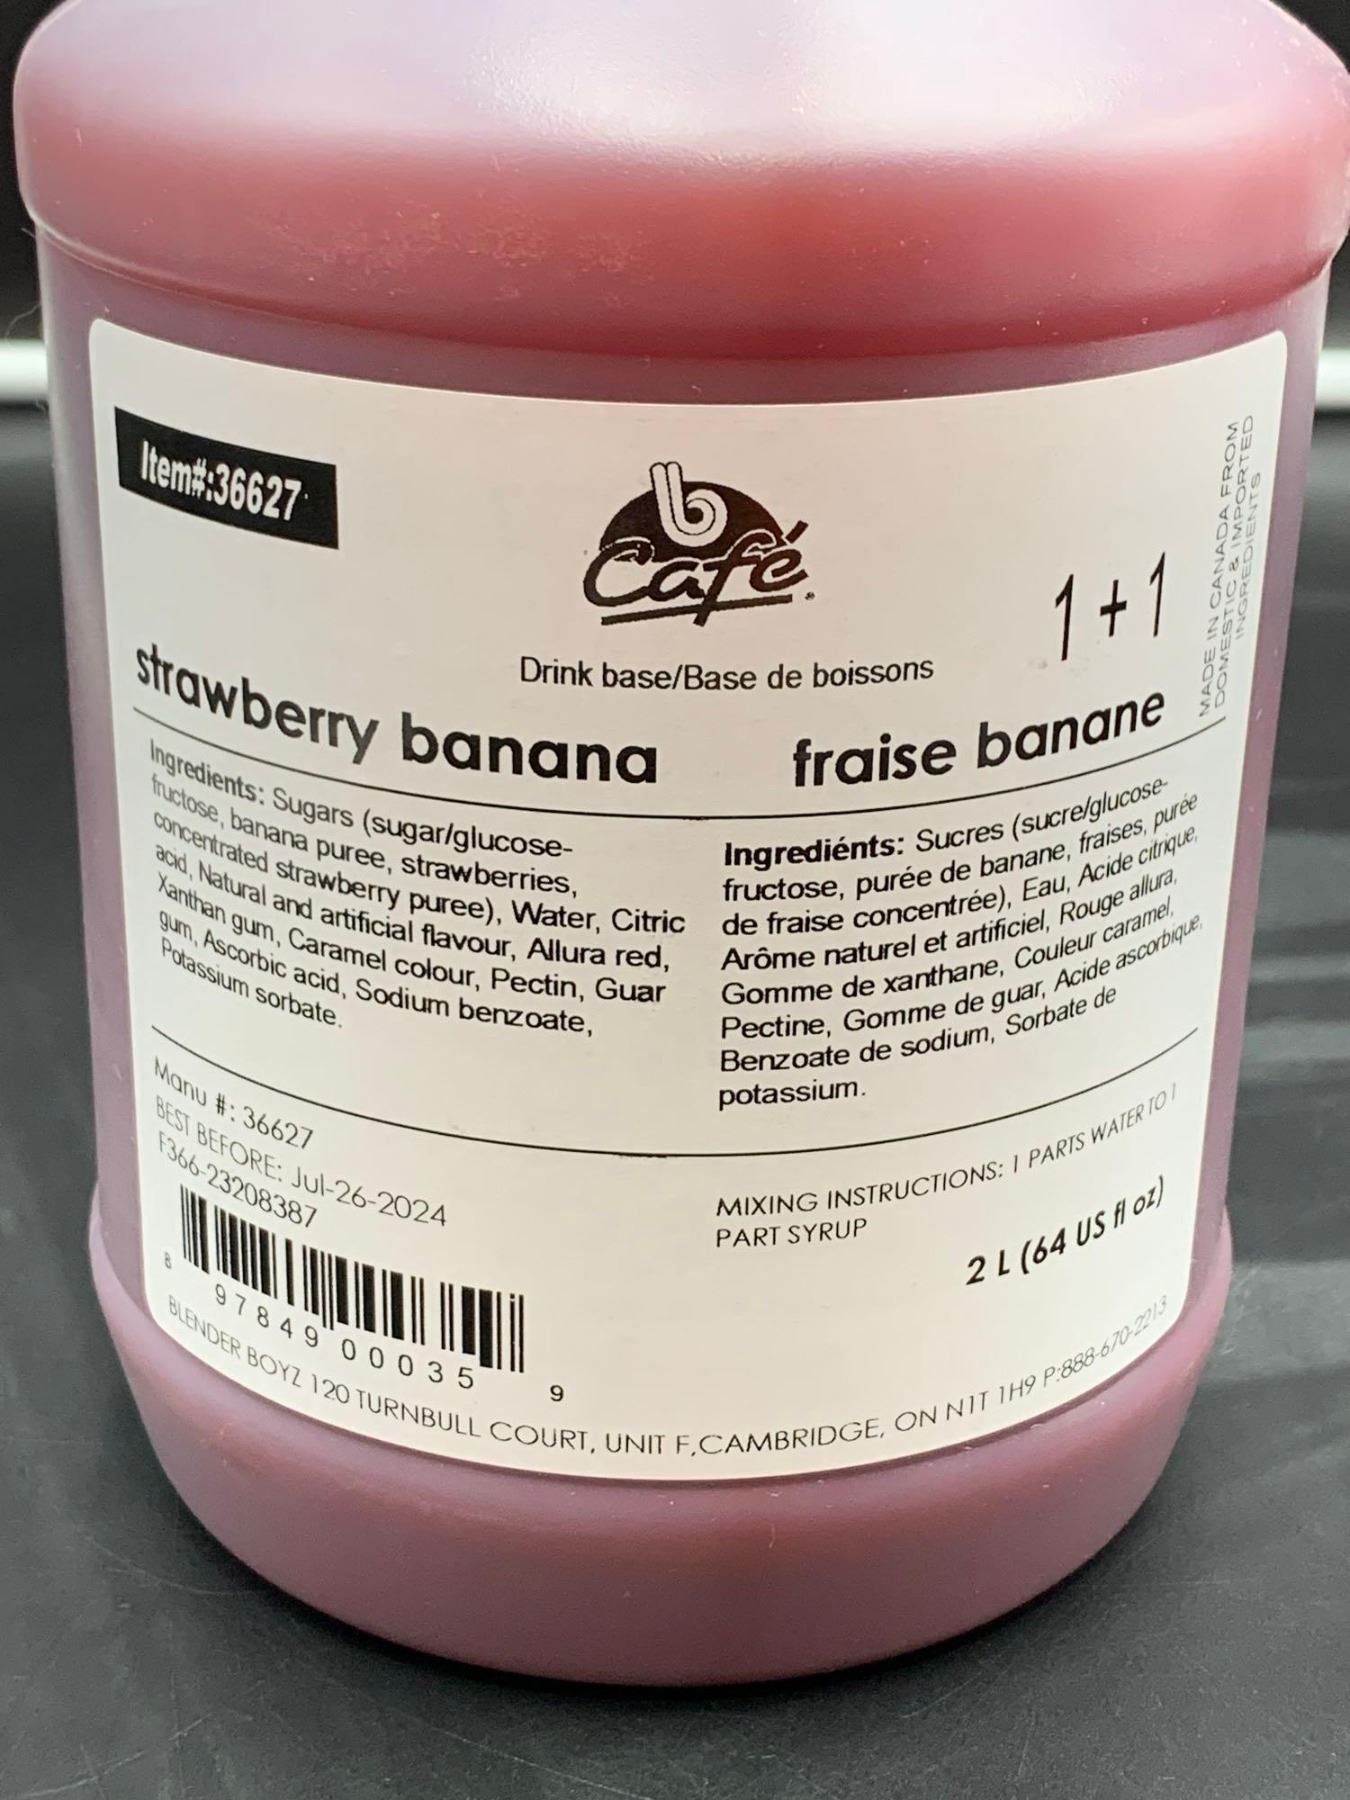 Item#:36627
b
Café
Drink base/Base de boissons
1+1
MADE IN CANADA FROM
DOMESTIC & IMPORTED
INGREDIENTS
strawberry banana
Ingredients: Sugars (sugar/glucose-
fructose, banana puree, strawberries,
concentrated strawberry puree), Water, Citric
acid, Natural and artificial flavour, Allura red,
Xanthan gum, Caramel colour, Pectin, Guar
gum, Ascorbic acid, Sodium benzoate,
Potassium sorbate.
fraise banane
Ingrediénts: Sucres (sucre/glucose-
fructose, purée de banane, fraises, purée
de fraise concentrée), Eau, Acide citrique,
Arôme naturel et artificiel, Rouge allura,
Gomme de xanthane, Couleur caramel,
Pectine, Gomme de guar, Acide ascorbique,
Benzoate de sodium, Sorbate de
potassium.
Manu #: 36627
BEST BEFORE: Jul-26-2024
F366-23208387
8 97849 00035 9
MIXING INSTRUCTIONS: 1 PARTS WATER TO 1
PART SYRUP
2 L (64 US fl oz)
BLENDER BOYZ 120 TURNBULL COURT, UNIT F,CAMBRIDGE, ON N1T 1H9 P:888-670-2213